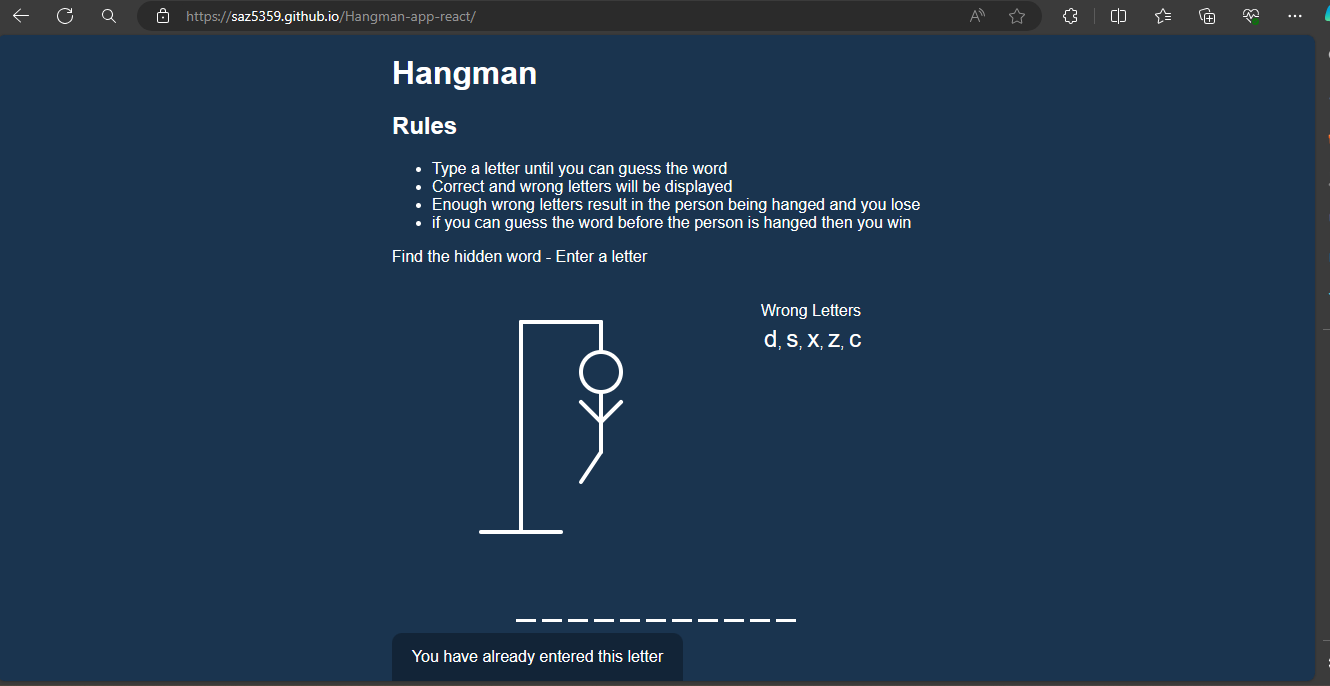 https://saz5359.github.io/Hangman-app-react/
Hangman
Rules
Type a letter until you can guess the word
Correct and wrong letters will be displayed
Enough wrong letters result in the person being hanged and you lose
if you can guess the word before the person is hanged then you win
Find the hidden word - Enter a letter
Wrong Letters
d, s, x, z, c
You have already entered this letter